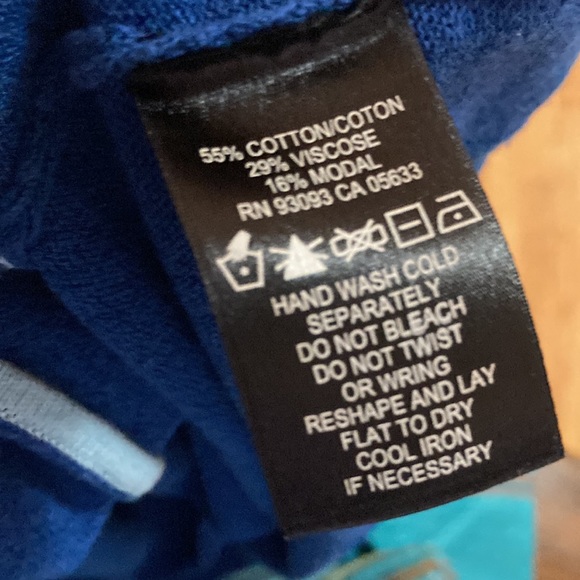 55% COTTON/COTON
29% VISCOSE
16% MODAL
RN 93093 CA 05633
HAND WASH COLD
SEPARATELY
DO NOT BLEACH
DO NOT TWIST
OR WRING
RESHAPE AND LAY
FLAT TO DRY
COOL IRON
IF NECESSARY